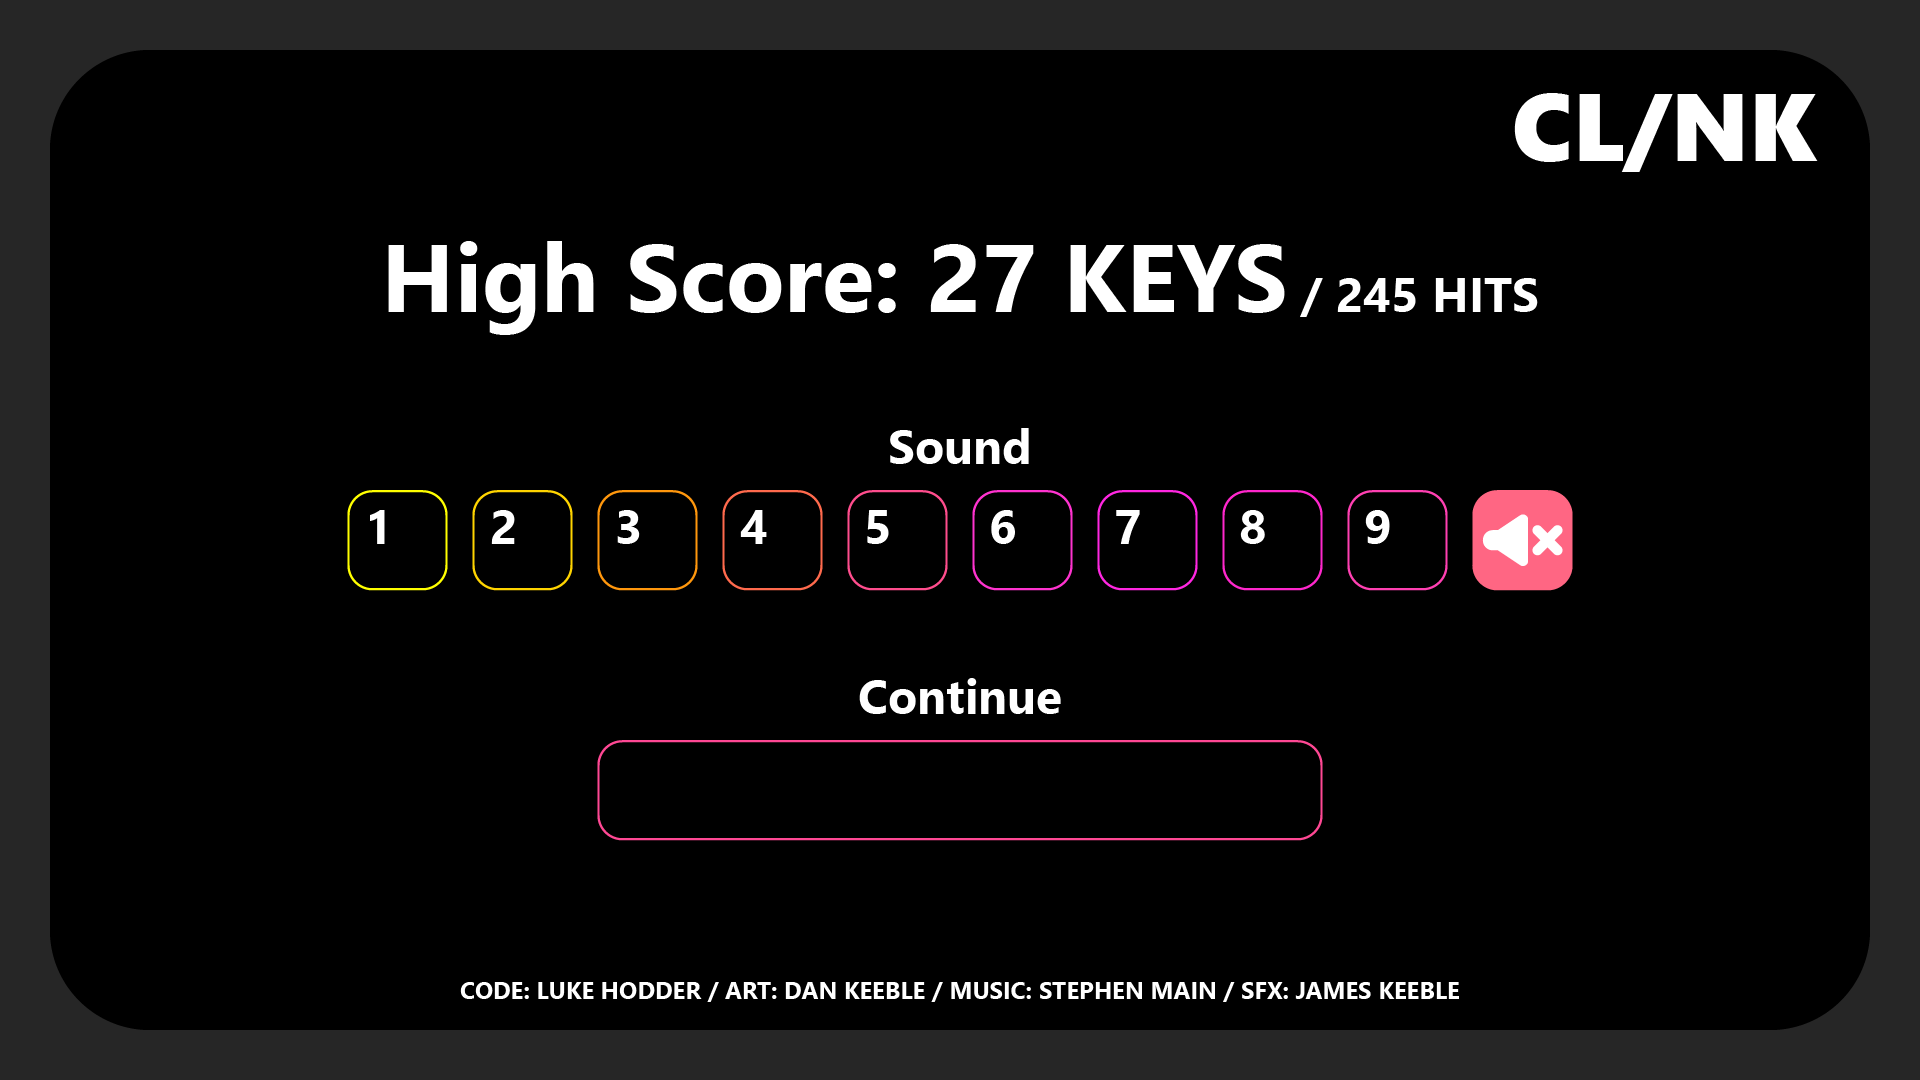 CL/NK
High Score: 27 KEYS / 245 HITS
Sound
1 2 3 4 5 6 7 8 9
Continue
CODE: LUKE HODDER / ART: DAN KEEBLE / MUSIC: STEPHEN MAIN / SFX: JAMES KEEBLE